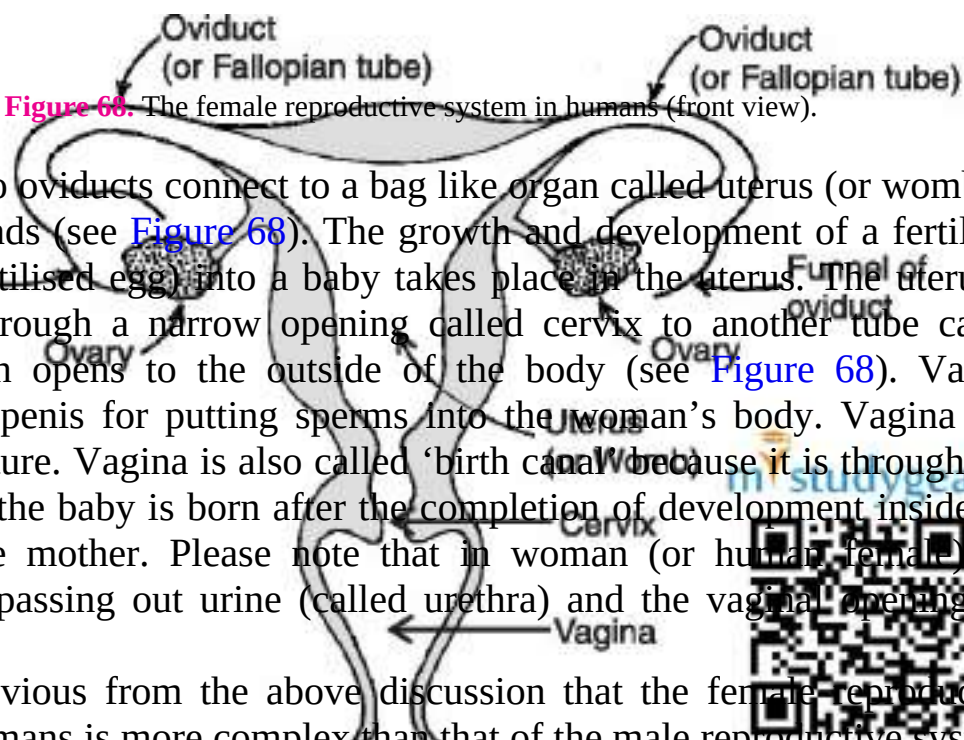 Oviduct
(or Fallopian tube)
Oviduct
(or Fallopian tube)
Figure 68. The female reproductive system in humans (front view).
oviducts connect to a bag like organ called uterus (or womb
(see Figure 68). The growth and development of a fertil
tilised egg) into a baby takes place in the uterus. The uteru
Funnel of
oviduct
rough a narrow opening called cervix to another tube ca
Ovary
Ovary
opens to the outside of the body (see Figure 68). Va
penis for putting sperms into the woman's body. Vagina
Uterus
(or Womb)
ture. Vagina is also called 'birth canal' because it is through
studygea
the baby is born after the completion of development inside
Cervix
mother. Please note that in woman (or human female)
passing out urine (called urethra) and the vaginal opening
Vagina
vious from the above discussion that the female reproduc
mans is more complex than that of the male reproductive sys